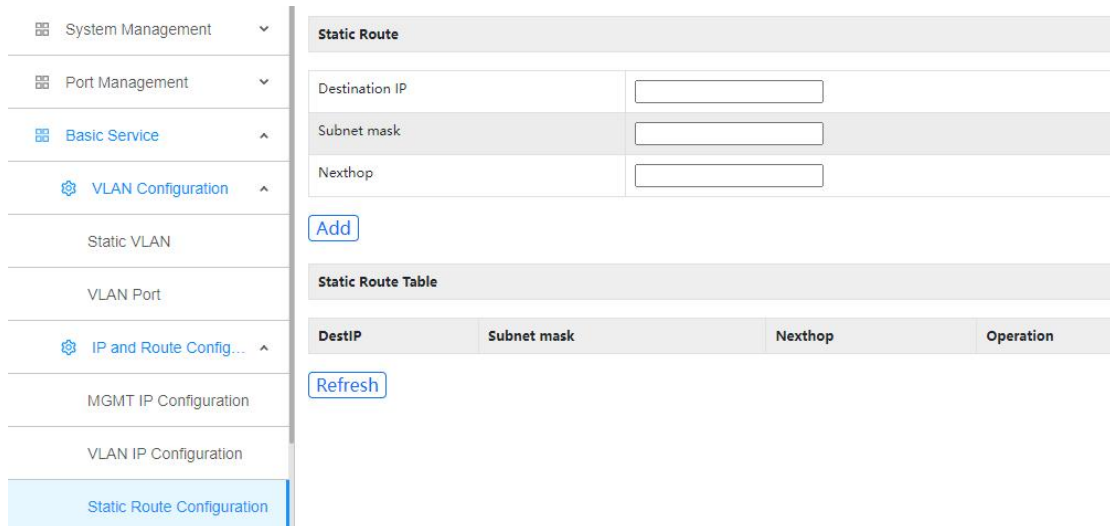 System Management
Port Management
Basic Service
VLAN Configuration
Static VLAN
VLAN Port
IP and Route Config...
MGMT IP Configuration
VLAN IP Configuration
Static Route Configuration
Static Route
Destination IP
Subnet mask
Nexthop
Add
Static Route Table
DestIP Subnet mask Nexthop Operation
Refresh